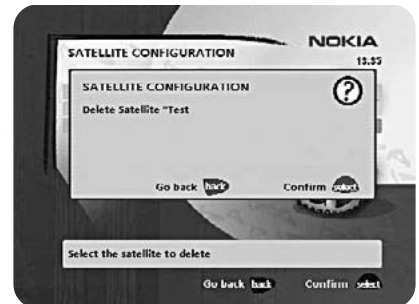 NOKIA
SATELLITE CONFIGURATION
13.35
SATELLITE CONFIGURATION
?
Delete Satellite "Test
Go back back Confirm select
Select the satellite to delete
Go back back Confirm select